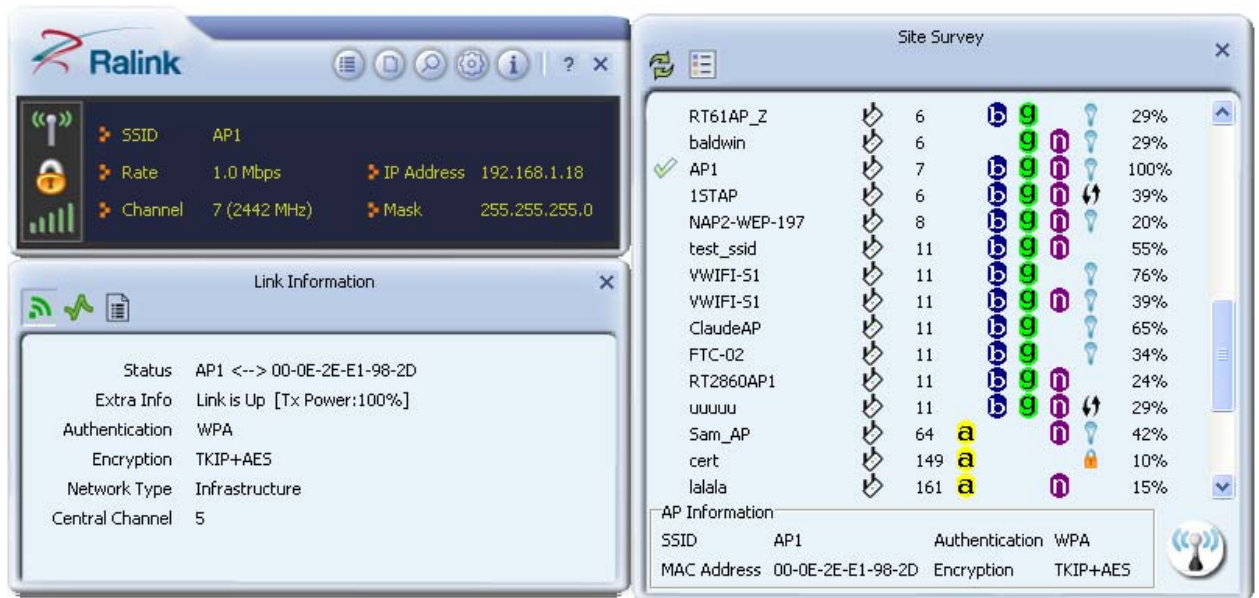 Ralink
? ×
SSID AP1
Rate 1.0 Mbps IP Address 192.168.1.18
Channel 7 (2442 MHz) Mask 255.255.255.0
Link Information
Status AP1 <--> 00-0E-2E-E1-98-2D
Extra Info Link is Up [Tx Power:100%]
Authentication WPA
Encryption TKIP+AES
Network Type Infrastructure
Central Channel 5
Site Survey
RT61AP_Z 6 b g 29%
baldwin 6 g n 29%
AP1 7 b g n 100%
1STAP 6 b g n 39%
NAP2-WEP-197 8 b g n 20%
test_ssid 11 b g n 55%
VWIFI-S1 11 b g 76%
VWIFI-S1 11 b g n 39%
ClaudeAP 11 b g 65%
FTC-02 11 b g 34%
RT2860AP1 11 b g n 24%
uuuuu 11 b g n 29%
Sam_AP 64 a n 42%
cert 149 a 10%
lalala 161 a n 15%
AP Information
SSID AP1 Authentication WPA
MAC Address 00-0E-2E-E1-98-2D Encryption TKIP+AES